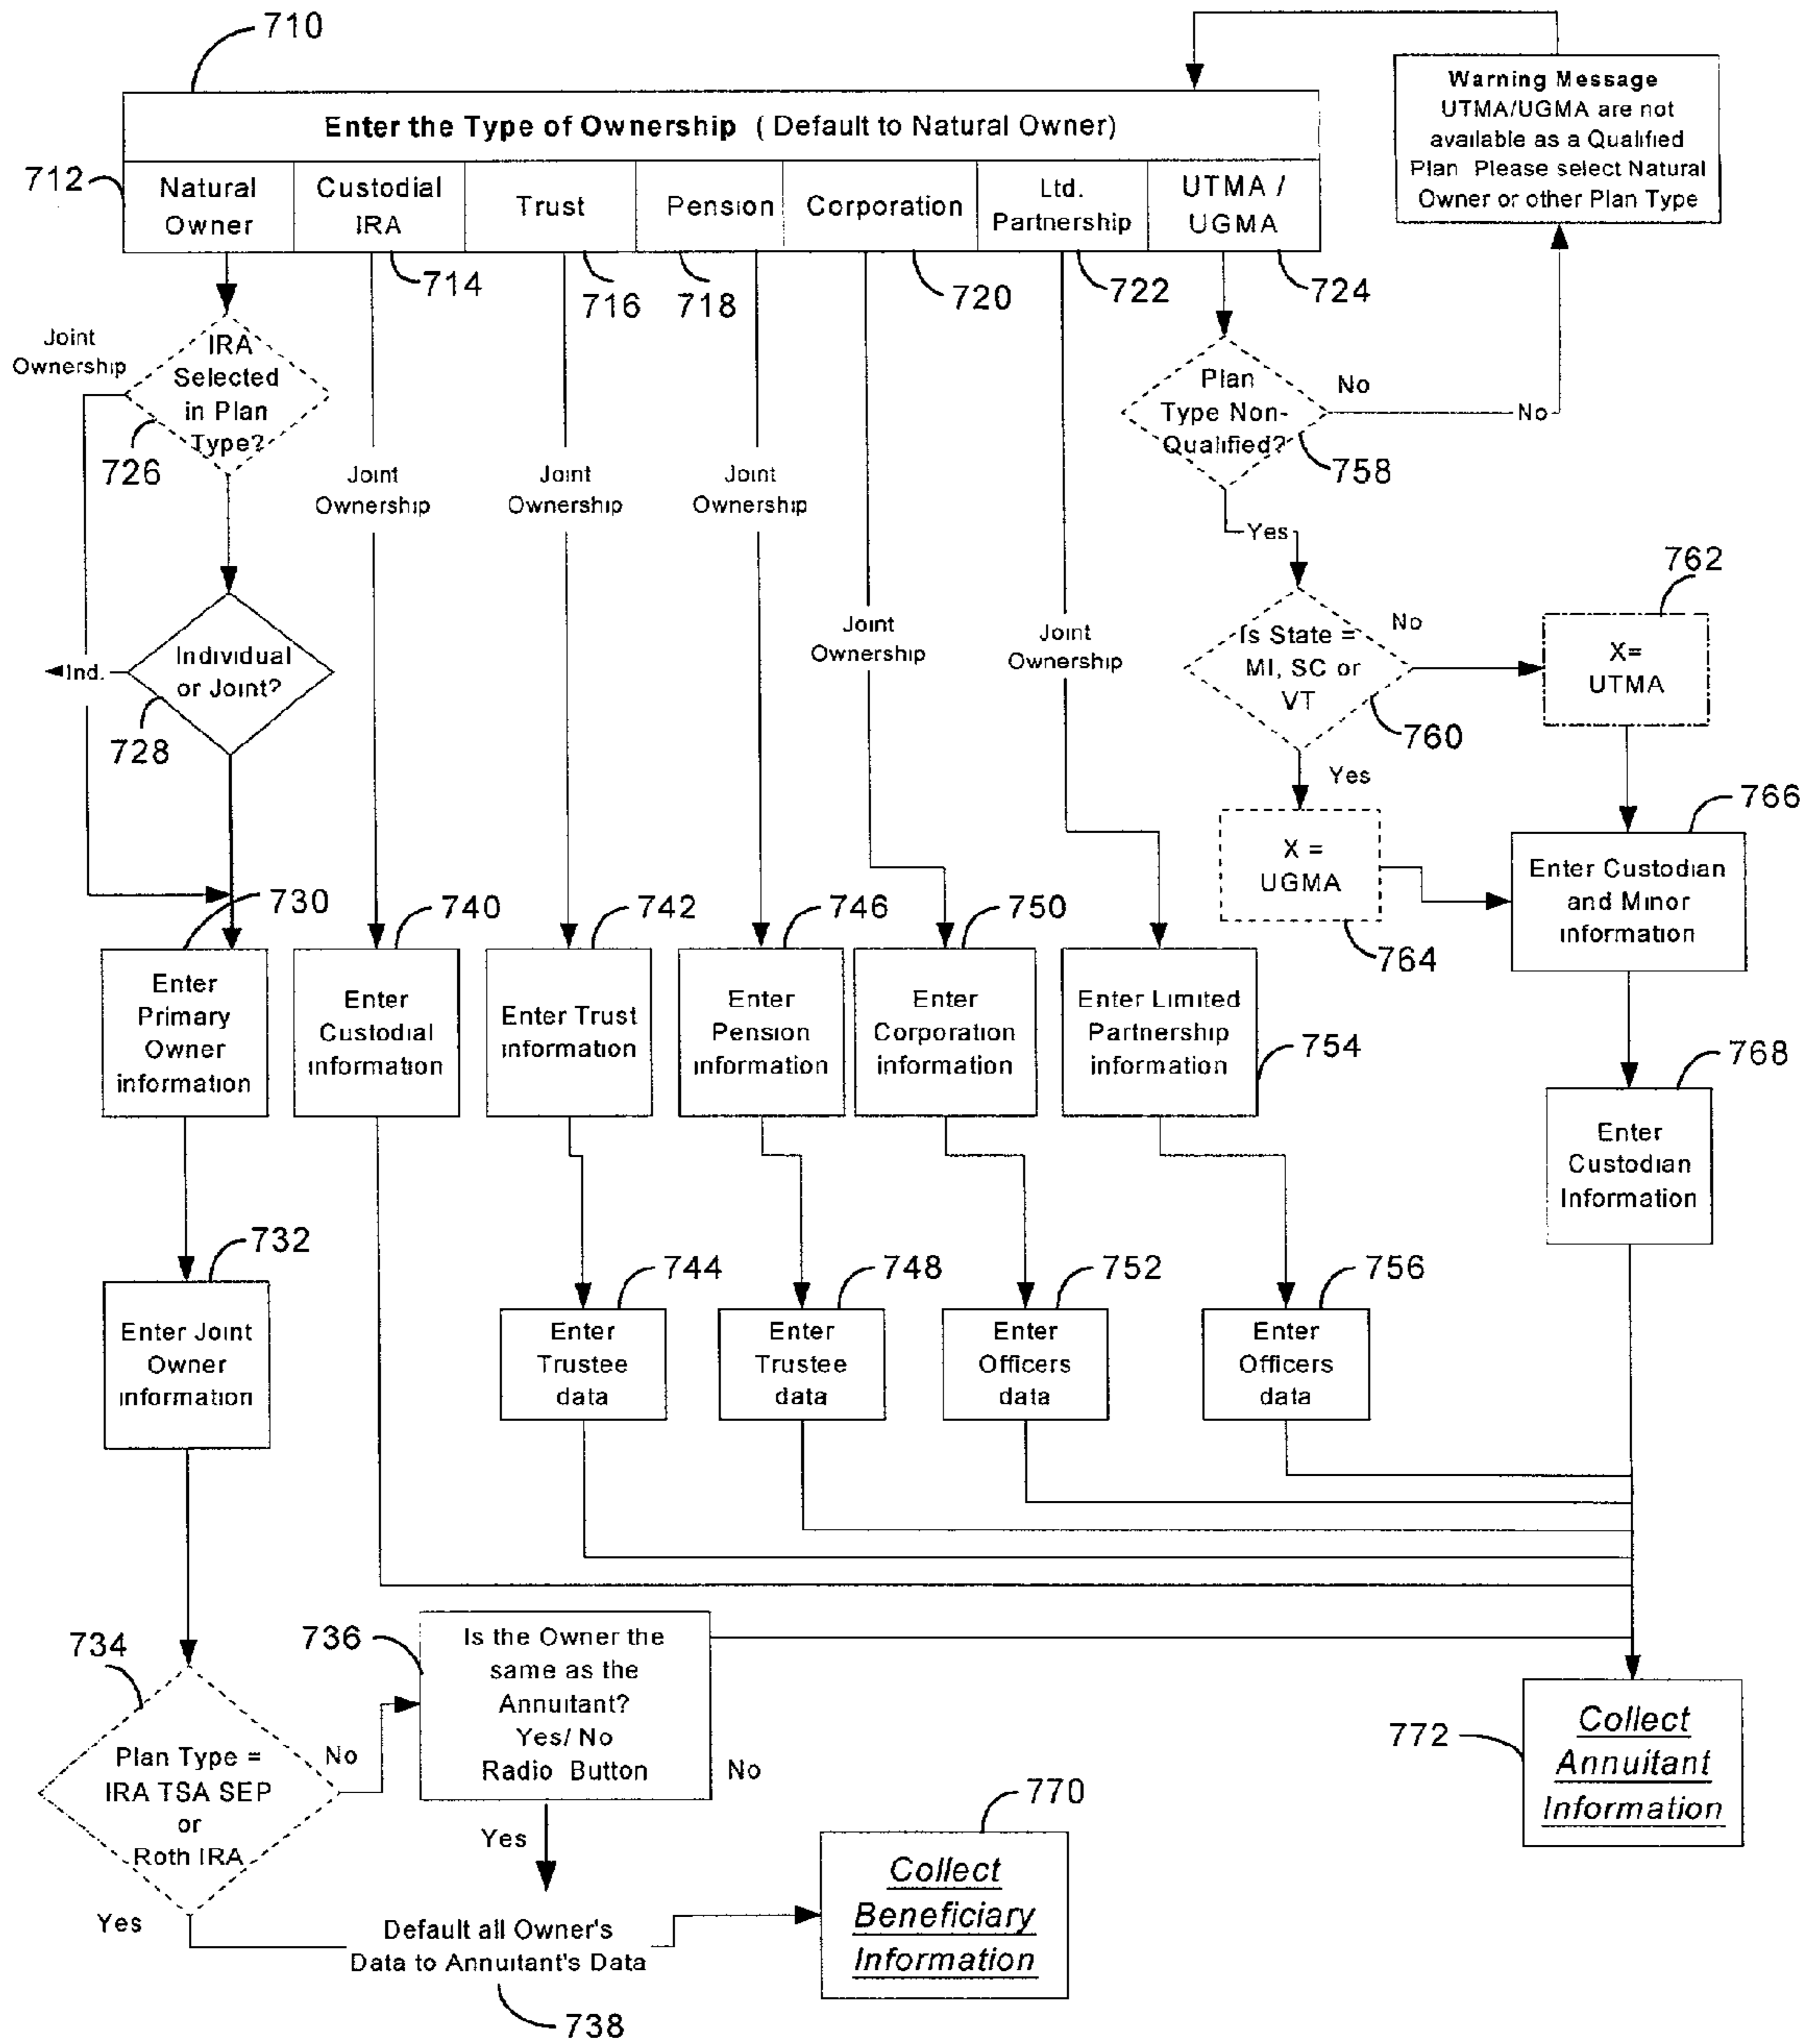 710
Enter the Type of Ownership ( Default to Natural Owner)
712
Natural
Owner
Custodial
IRA
Trust
Pension
Corporation
Ltd.
Partnership
UTMA /
UGMA
Warning Message
UTMA/UGMA are not
available as a Qualified
Plan Please select Natural
Owner or other Plan Type
714
716
718
720
722
724
Joint
Ownership
IRA
Selected
in Plan
Type?
726
Plan
Type Non-
Qualified?
No
No
758
Joint
Ownership
Joint
Ownership
Joint
Ownership
Yes
762
Ind.
Individual
or Joint?
728
Joint
Ownership
Joint
Ownership
Is State =
MI, SC or
VT
No
760
X=
UTMA
Yes
766
X =
UGMA
764
Enter Custodian
and Minor
information
730
740
742
746
750
Enter
Primary
Owner
information
Enter
Custodial
information
Enter Trust
information
Enter
Pension
information
Enter
Corporation
information
Enter Limited
Partnership
information
754
768
Enter
Custodian
Information
732
744
748
752
756
Enter Joint
Owner
information
Enter
Trustee
data
Enter
Trustee
data
Enter
Officers
data
Enter
Officers
data
734
736
Is the Owner the
same as the
Annuitant?
Yes/ No
Radio Button
Plan Type =
IRA TSA SEP
or
Roth IRA
No
No
772
Collect
Annuitant
Information
770
Yes
Yes
Collect
Beneficiary
Information
Default all Owner's
Data to Annuitant's Data
738